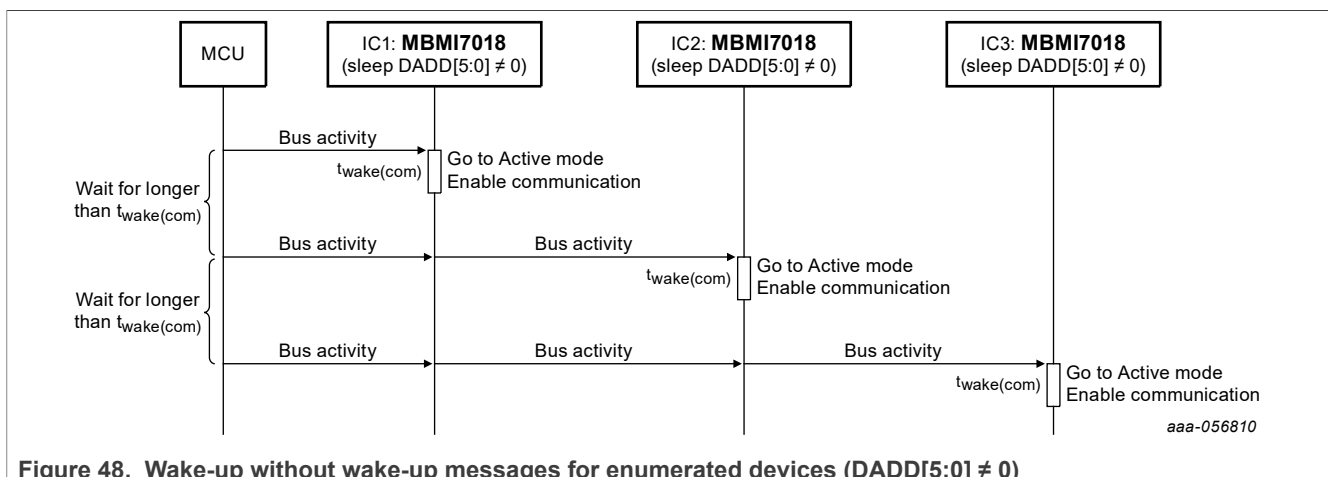 MCU
IC1: MBMI7018
(sleep DADD[5:0] ≠ 0)
IC2: MBMI7018
(sleep DADD[5:0] ≠ 0)
IC3: MBMI7018
(sleep DADD[5:0] ≠ 0)
Bus activity
twake(com)
Go to Active mode
Enable communication
Wait for longer
than twake(com)
Bus activity
Bus activity
twake(com)
Go to Active mode
Enable communication
Wait for longer
than twake(com)
Bus activity
Bus activity
Bus activity
twake(com)
Go to Active mode
Enable communication
aaa-056810
Figure 48. Wake-up without wake-up messages for enumerated devices (DADD[5:0] ≠ 0)